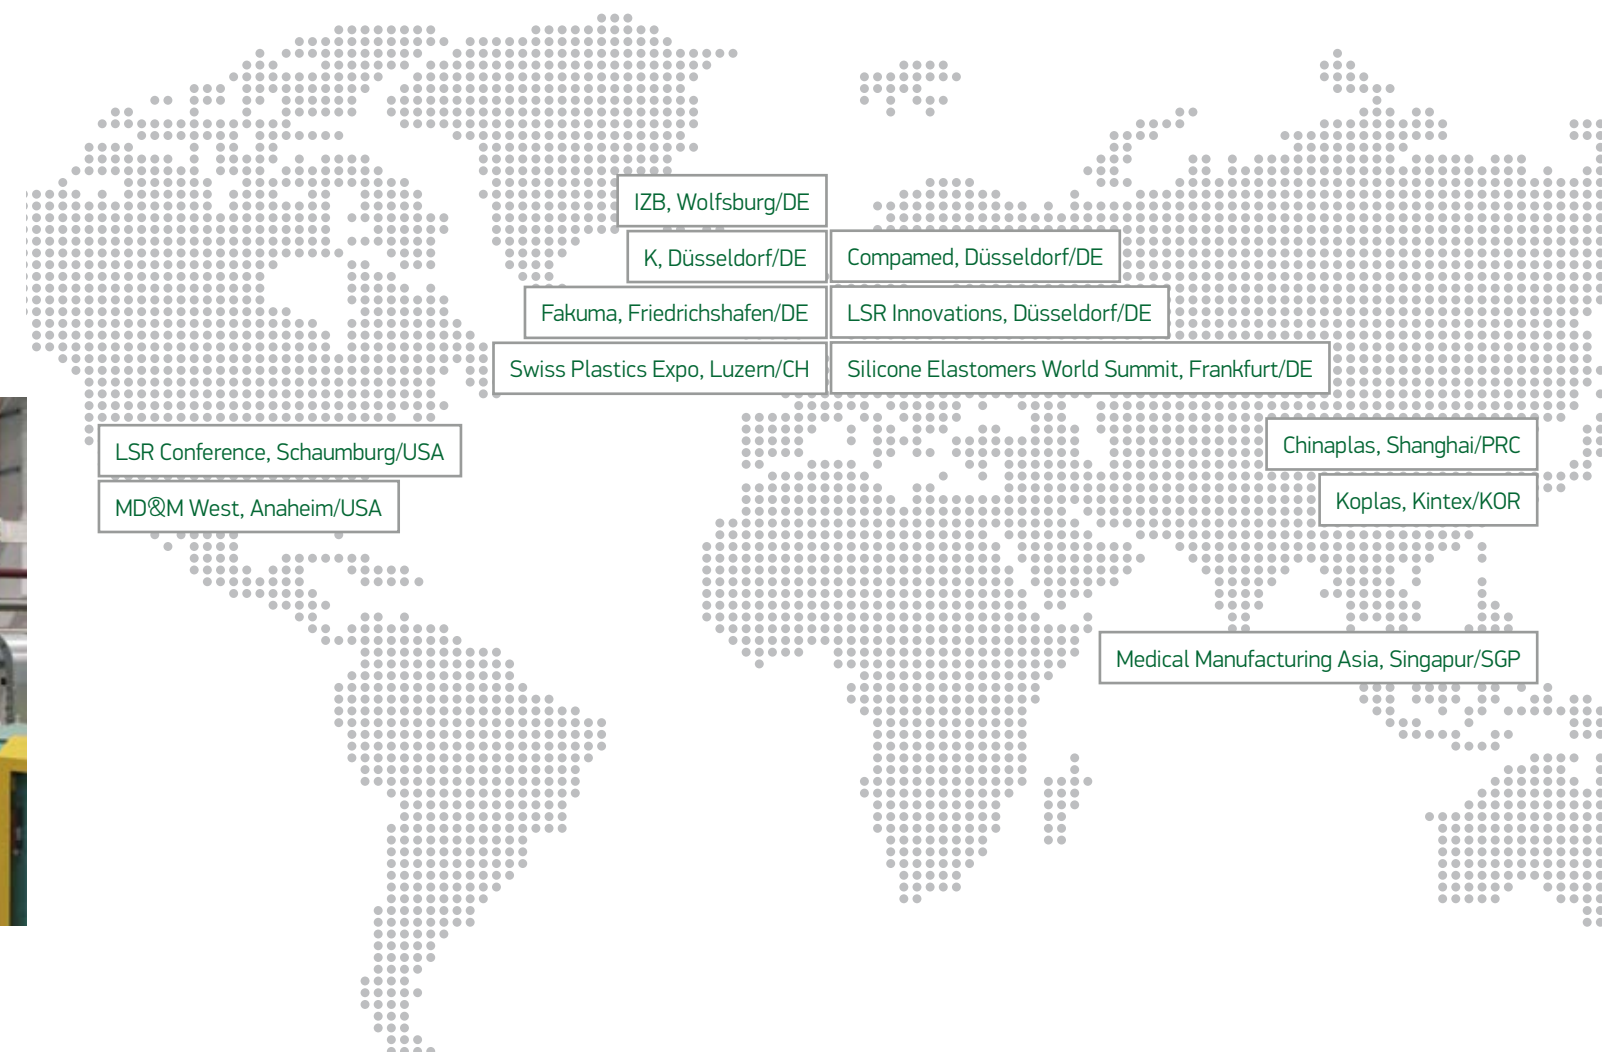 IZB, Wolfsburg/DE
K, Düsseldorf/DE
Compamed, Düsseldorf/DE
Fakuma, Friedrichshafen/DE
LSR Innovations, Düsseldorf/DE
Swiss Plastics Expo, Luzern/CH
Silicone Elastomers World Summit, Frankfurt/DE
LSR Conference, Schaumburg/USA
MD&M West, Anaheim/USA
Chinaplas, Shanghai/PRC
Koplas, Kintex/KOR
Medical Manufacturing Asia, Singapur/SGP